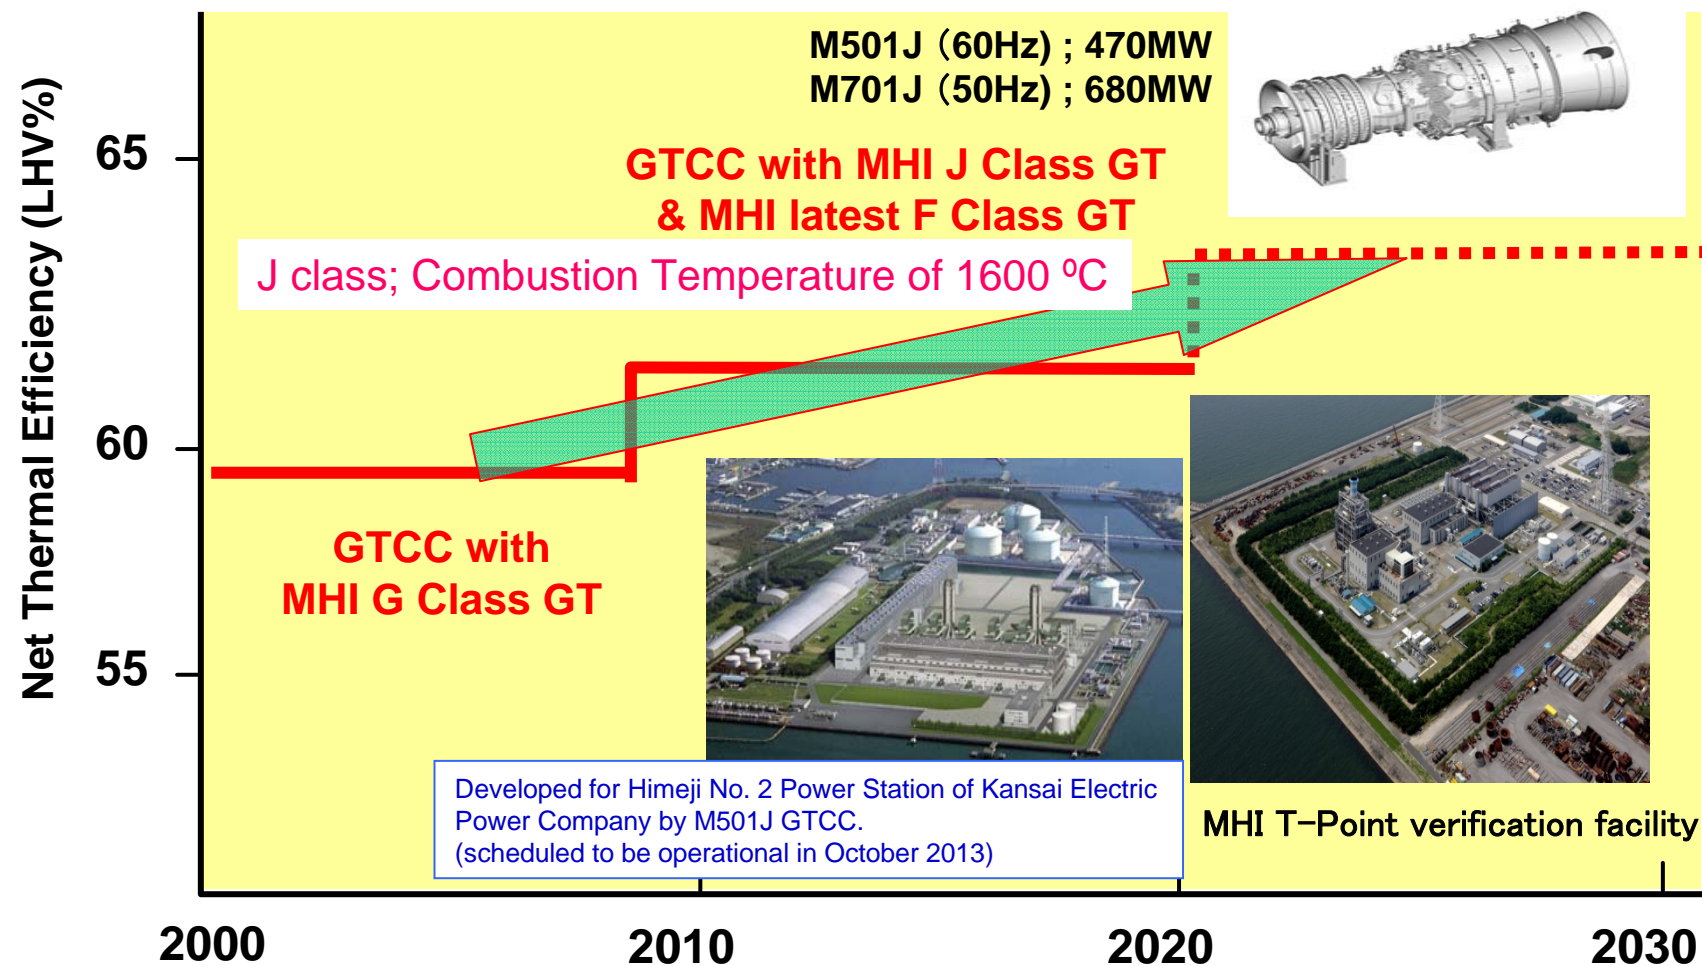 M501J (60Hz) ; 470MW
M701J (50Hz) ; 680MW
Net Thermal Efficiency (LHV%)
65
GTCC with MHI J Class GT
& MHI latest F Class GT
J class; Combustion Temperature of 1600 ºC
60
GTCC with
MHI G Class GT
55
Developed for Himeji No. 2 Power Station of Kansai Electric
Power Company by M501J GTCC.
(scheduled to be operational in October 2013)
MHI T-Point verification facility
2000
2010
2020
2030